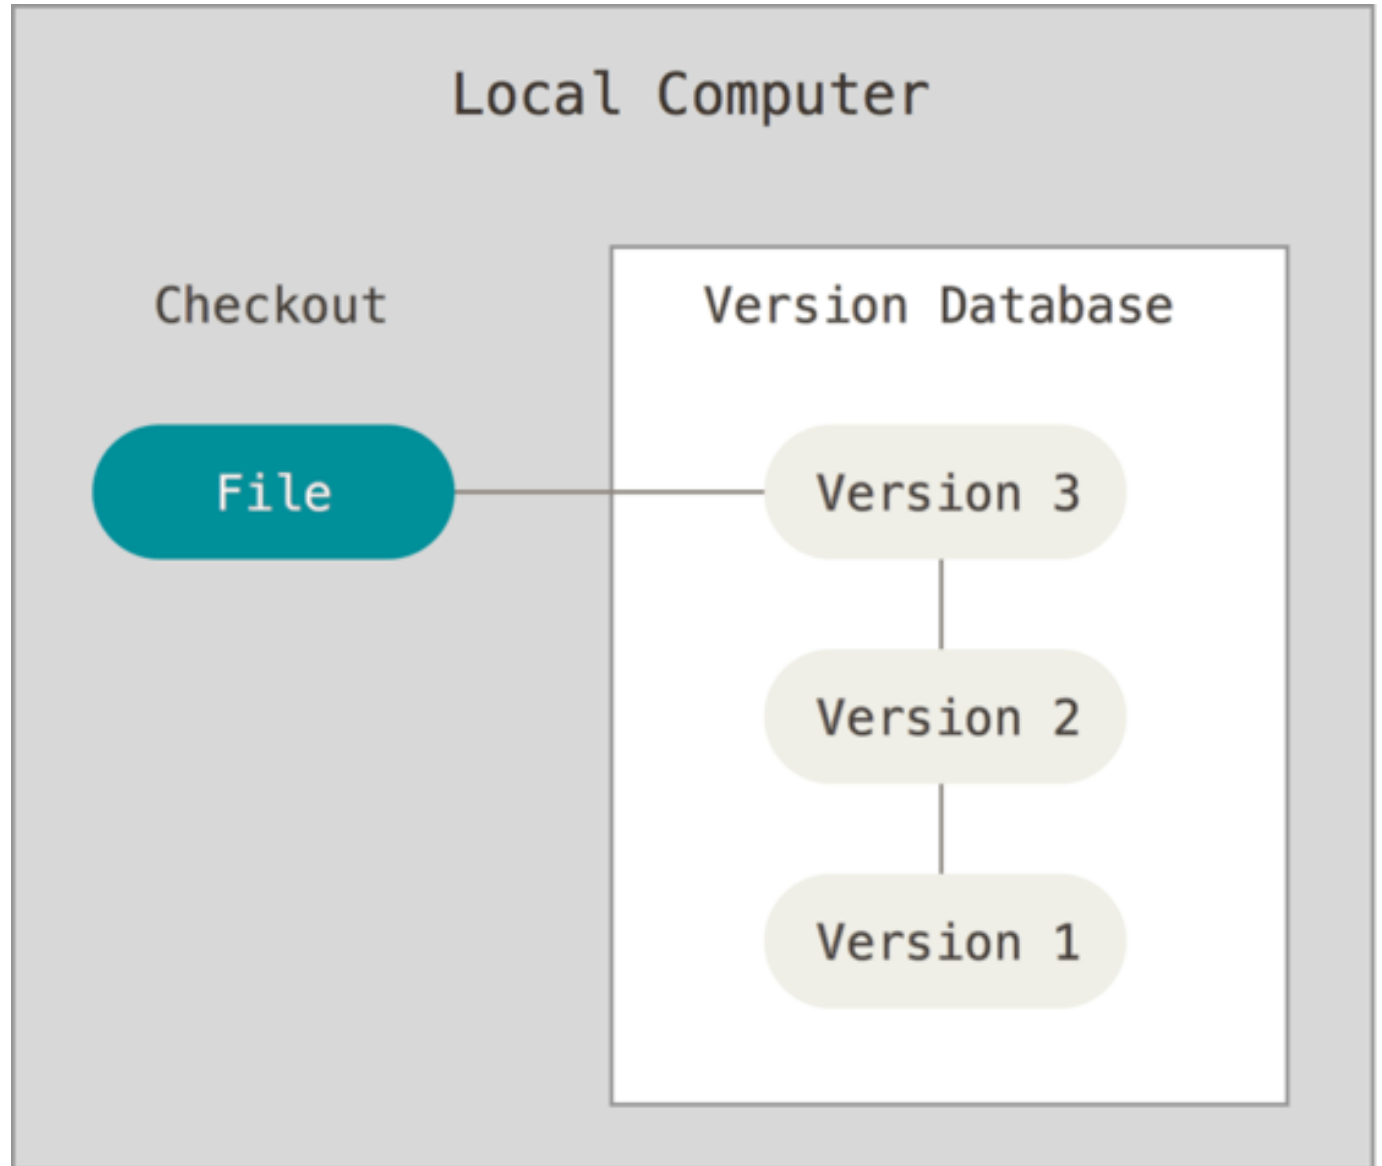 Local Computer
Checkout
Version Database
File
Version 3
Version 2
Version 1